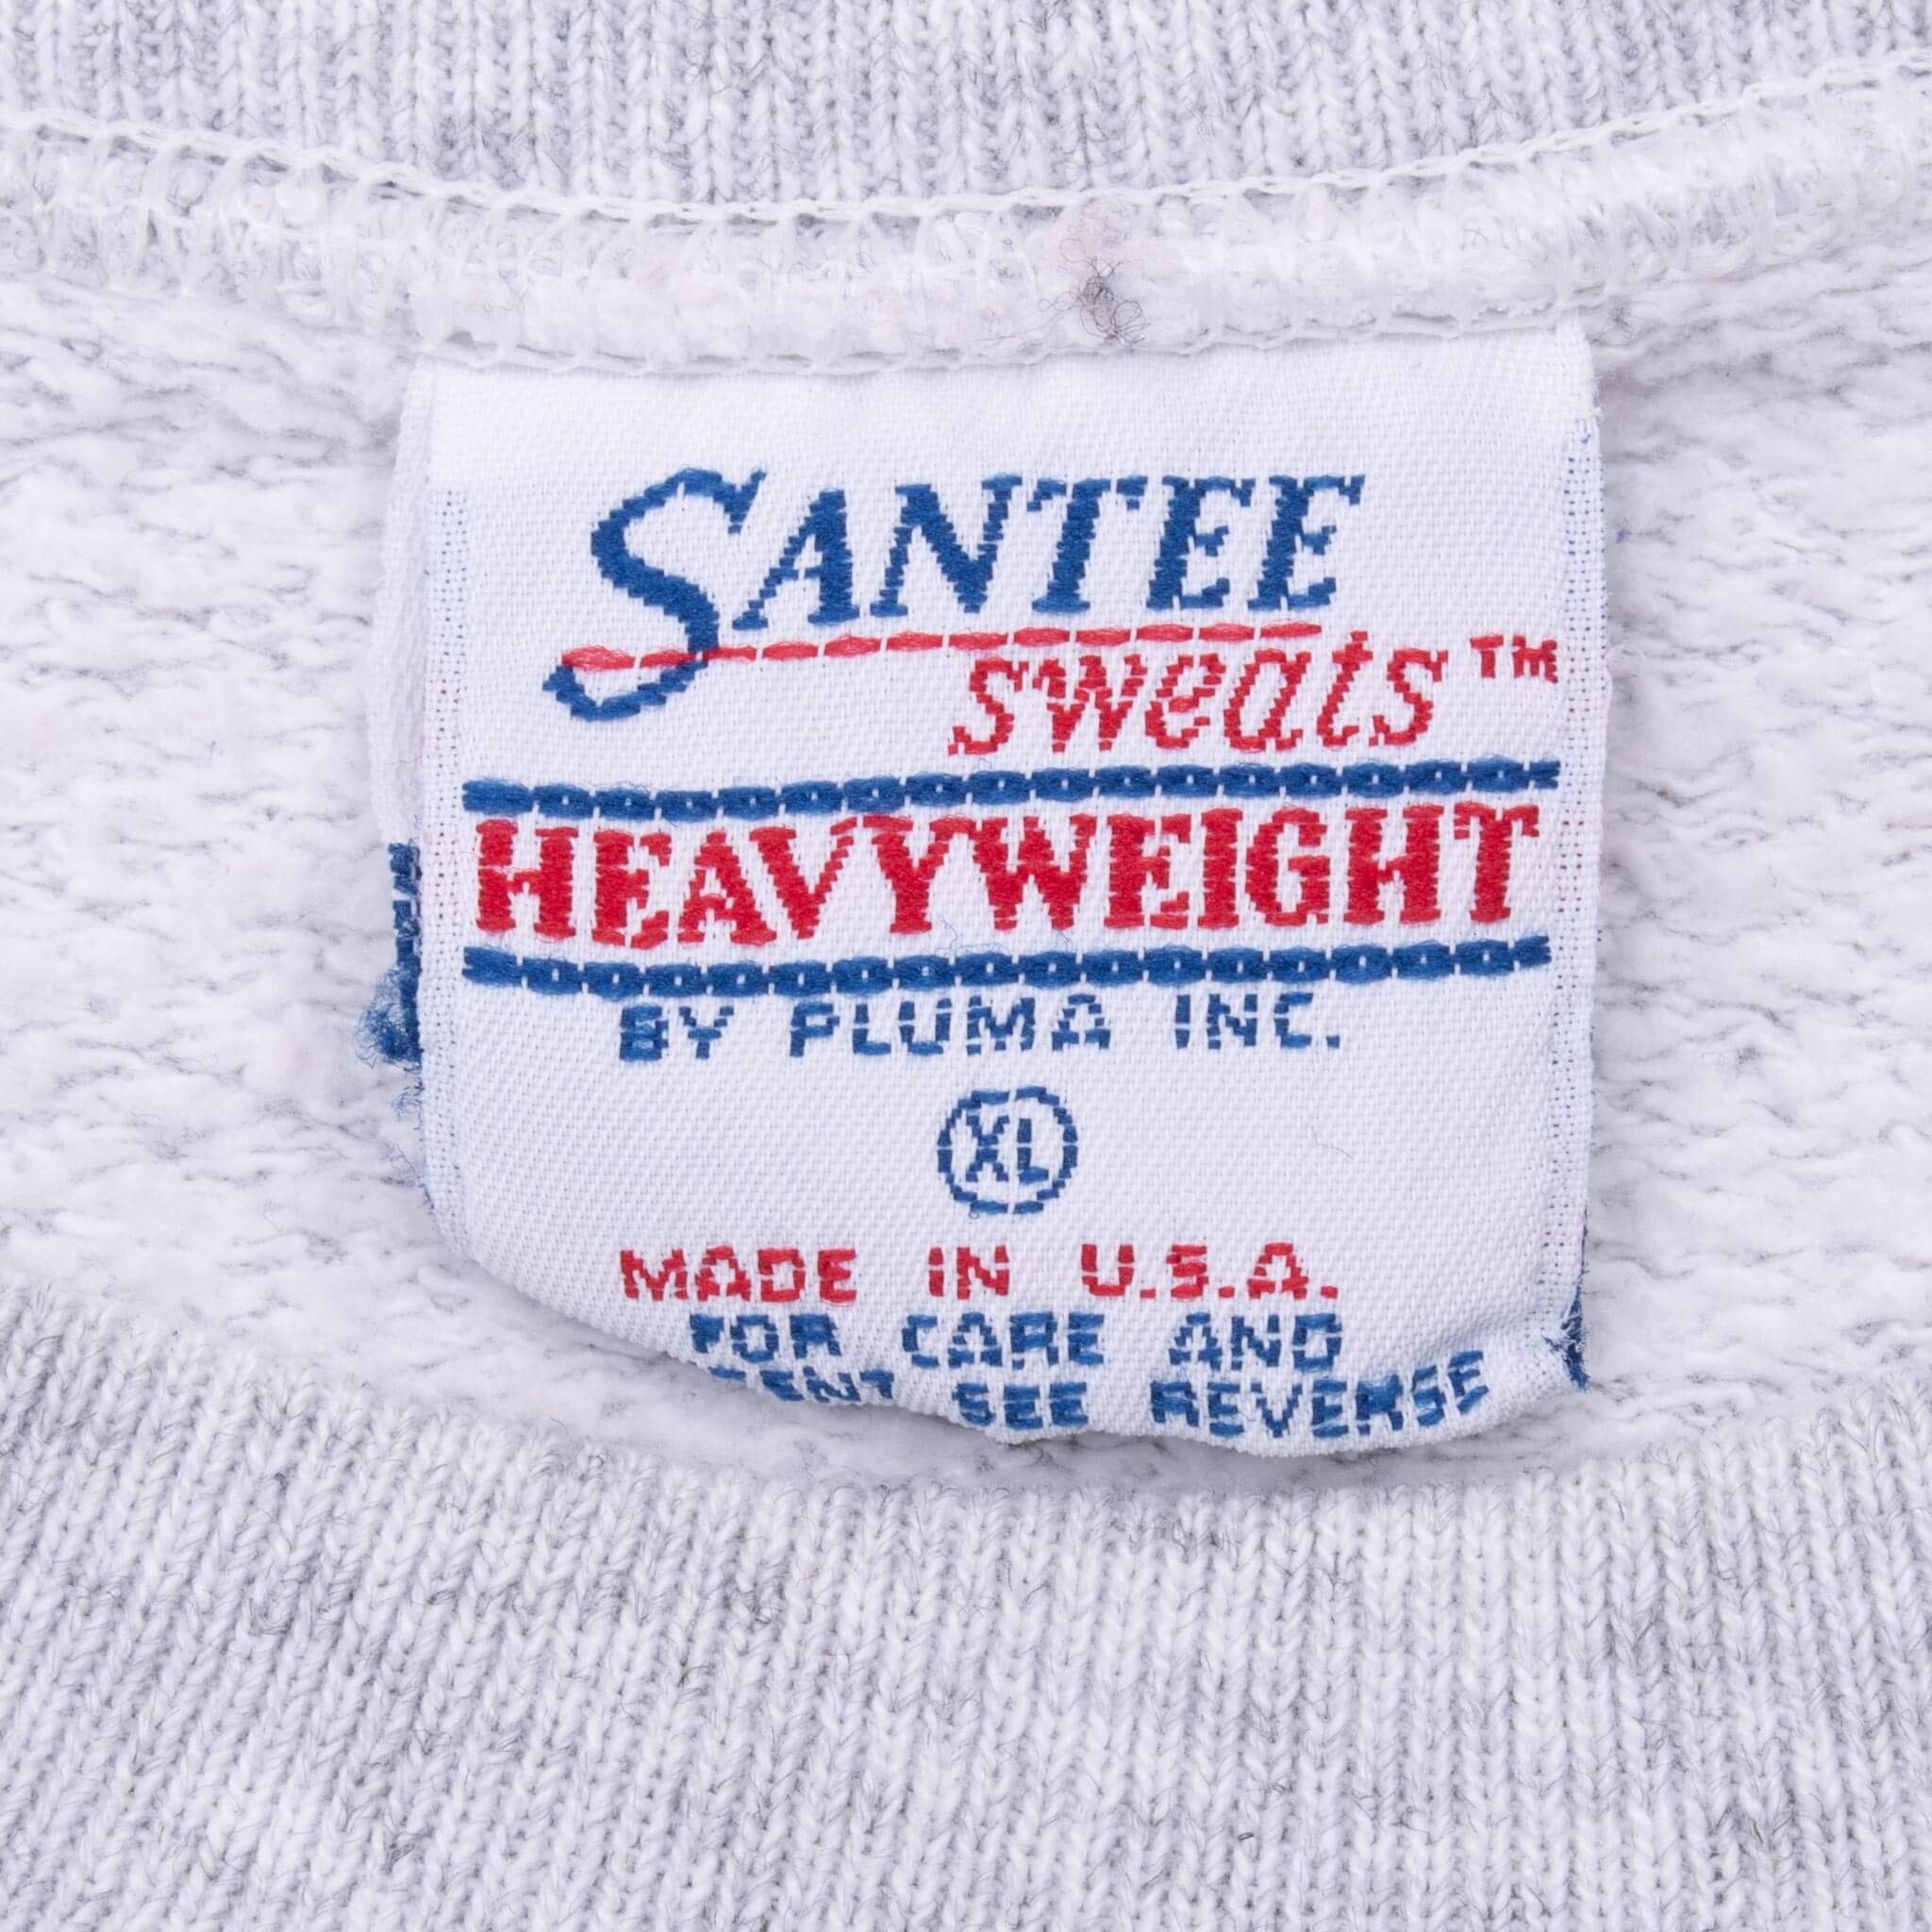 SANTEE
sweats™
HEAVYWEIGHT
BY PLUMA INC.
XL
MADE IN U.S.A.
FOR CARE AND
SEE REVERSE